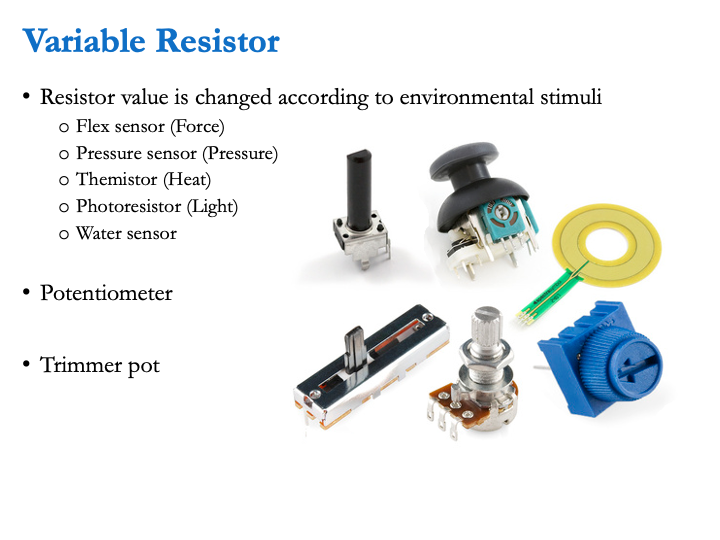 Variable Resistor
• Resistor value is changed according to environmental stimuli
o Flex sensor (Force)
o Pressure sensor (Pressure)
o Themistor (Heat)
o Photoresistor (Light)
o Water sensor
• Potentiometer
• Trimmer pot